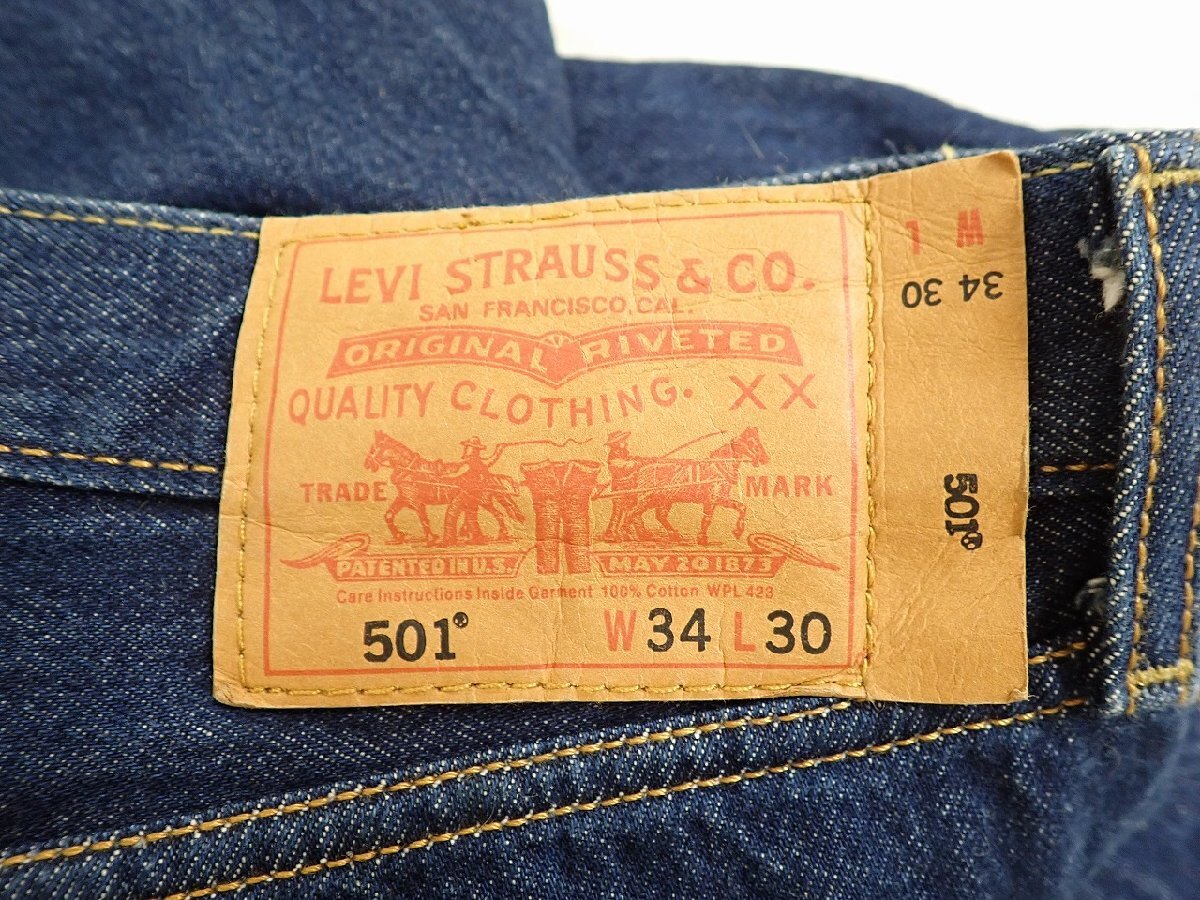 LEVI STRAUSS & CO.
SAN FRANCISCO, CAL.
ORIGINAL RIVETED
QUALITY CLOTHING. XX
TRADE MARK
PATENTED IN U.S. MAY 20 1873
Care Instructions Inside Garment 100% Cotton WPL 423
501® W34 L30
W L
34 30
501®